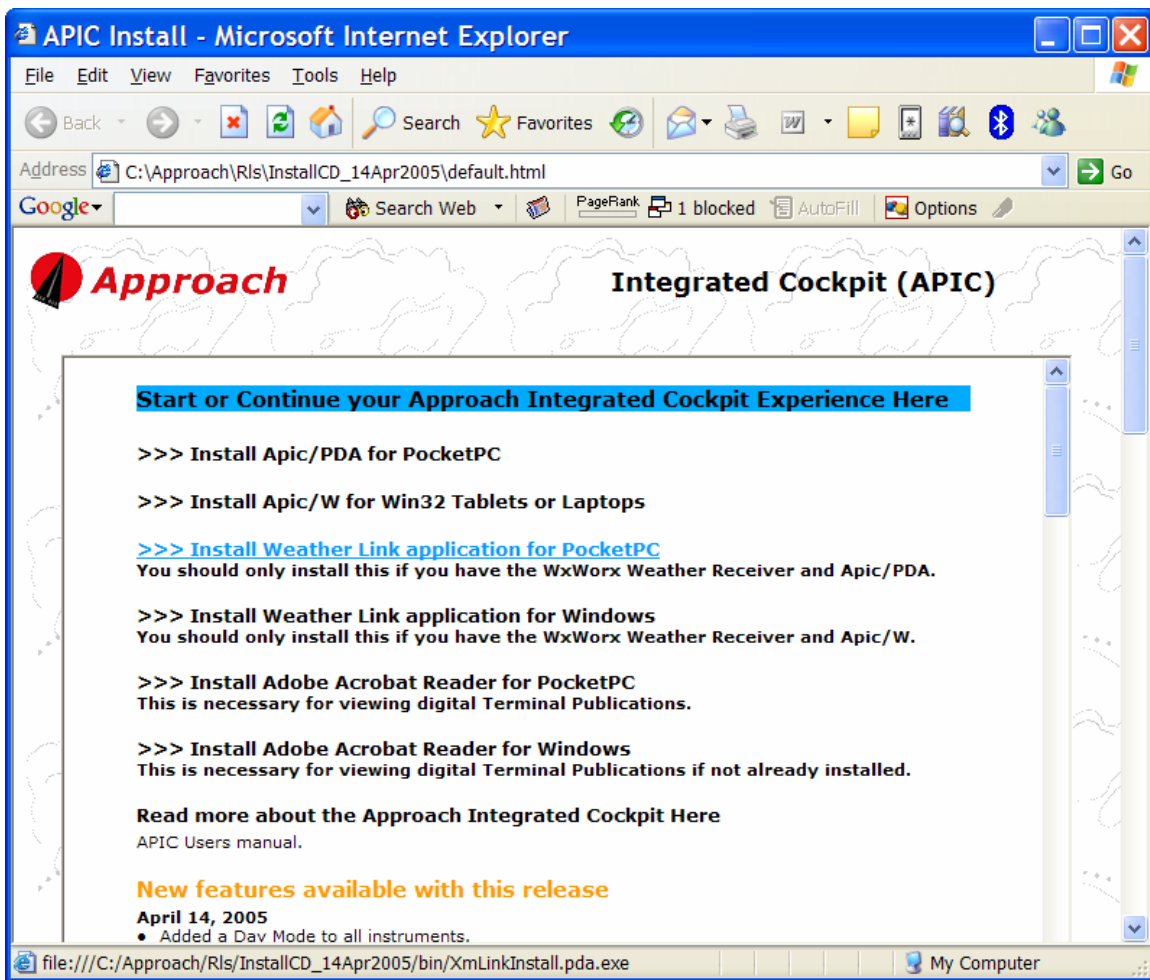 APIC Install - Microsoft Internet Explorer
File Edit View Favorites Tools Help
Back Search Favorites
Address C:\Approach\Rls\InstallCD_14Apr2005\default.html Go
Google Search Web PageRank 1 blocked AutoFill Options
Approach Integrated Cockpit (APIC)
Start or Continue your Approach Integrated Cockpit Experience Here
>>> Install Apic/PDA for PocketPC
>>> Install Apic/W for Win32 Tablets or Laptops
>>> Install Weather Link application for PocketPC
You should only install this if you have the WxWorx Weather Receiver and Apic/PDA.
>>> Install Weather Link application for Windows
You should only install this if you have the WxWorx Weather Receiver and Apic/W.
>>> Install Adobe Acrobat Reader for PocketPC
This is necessary for viewing digital Terminal Publications.
>>> Install Adobe Acrobat Reader for Windows
This is necessary for viewing digital Terminal Publications if not already installed.
Read more about the Approach Integrated Cockpit Here
APIC Users manual.
New features available with this release
April 14, 2005
• Added a Day Mode to all instruments.
file:///C:/Approach/Rls/InstallCD_14Apr2005/bin/XmLinkInstall.pda.exe My Computer